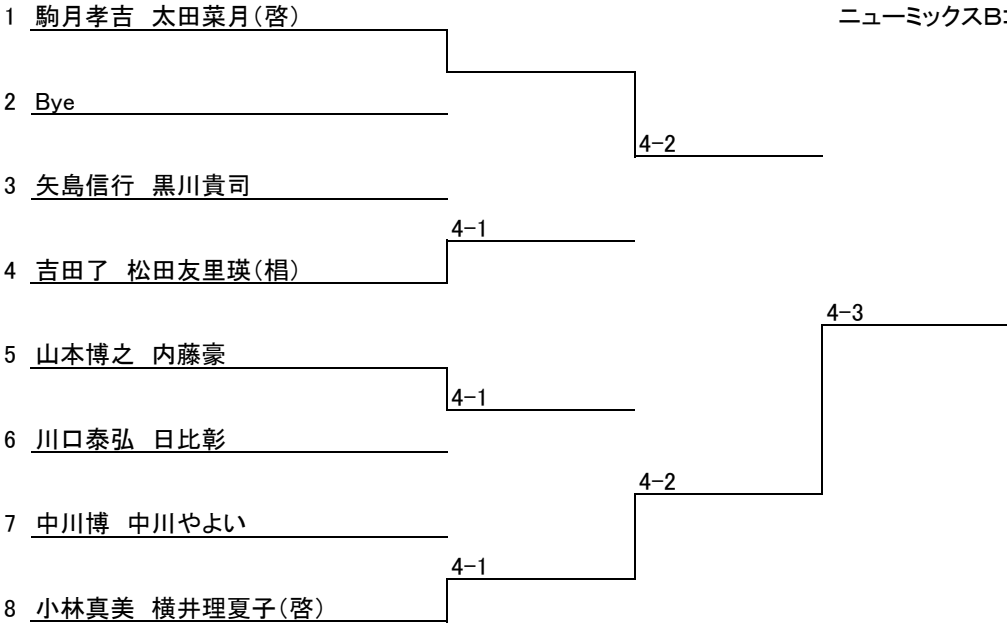 1 駒月孝吉 太田菜月(啓)
ニューミックスB
2 Bye
4-2
3 矢島信行 黒川貴司
4-1
4 吉田了 松田友里瑛(椙)
4-3
5 山本博之 内藤豪
4-1
6 川口泰弘 日比彰
4-2
7 中川博 中川やよい
4-1
8 小林真美 横井理夏子(啓)